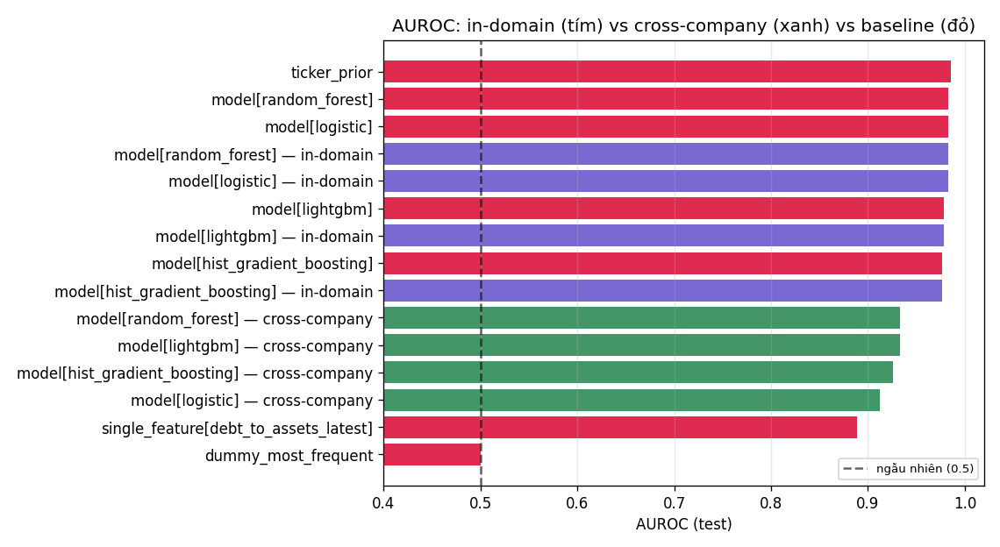 AUROC: in-domain (tím) vs cross-company (xanh) vs baseline (đỏ)
ticker_prior
model[random_forest]
model[logistic]
model[random_forest] — in-domain
model[logistic] — in-domain
model[lightgbm]
model[lightgbm] — in-domain
model[hist_gradient_boosting]
model[hist_gradient_boosting] — in-domain
model[random_forest] — cross-company
model[lightgbm] — cross-company
model[hist_gradient_boosting] — cross-company
model[logistic] — cross-company
single_feature[debt_to_assets_latest]
dummy_most_frequent
ngẫu nhiên (0.5)
0.4 0.5 0.6 0.7 0.8 0.9 1.0
AUROC (test)